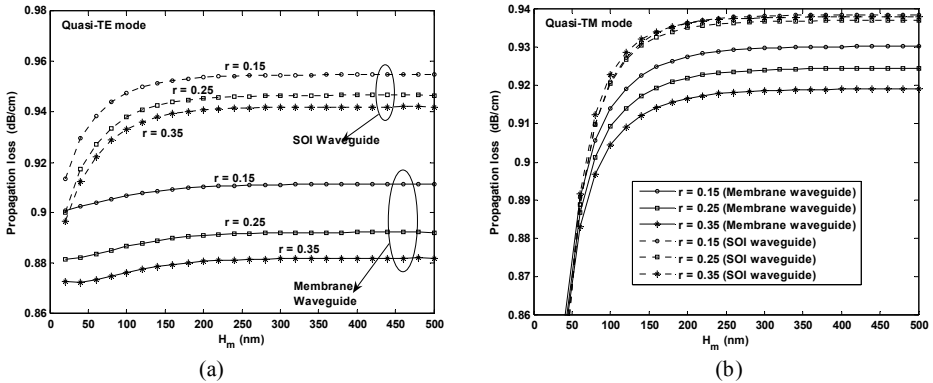 Quasi-TE mode
Propagation loss (dB/cm)
0.98
0.96
0.94
0.92
0.9
0.88
0.86
r = 0.15
r = 0.25
r = 0.35
SOI Waveguide
r = 0.15
r = 0.25
r = 0.35
Membrane
Waveguide
0 50 100 150 200 250 300 350 400 450 500
H_m (nm)
(a)
Quasi-TM mode
Propagation loss (dB/cm)
0.94
0.93
0.92
0.91
0.9
0.89
0.88
0.87
0.86
r = 0.15 (Membrane waveguide)
r = 0.25 (Membrane waveguide)
r = 0.35 (Membrane waveguide)
r = 0.15 (SOI waveguide)
r = 0.25 (SOI waveguide)
r = 0.35 (SOI waveguide)
0 50 100 150 200 250 300 350 400 450 500
H_m (nm)
(b)